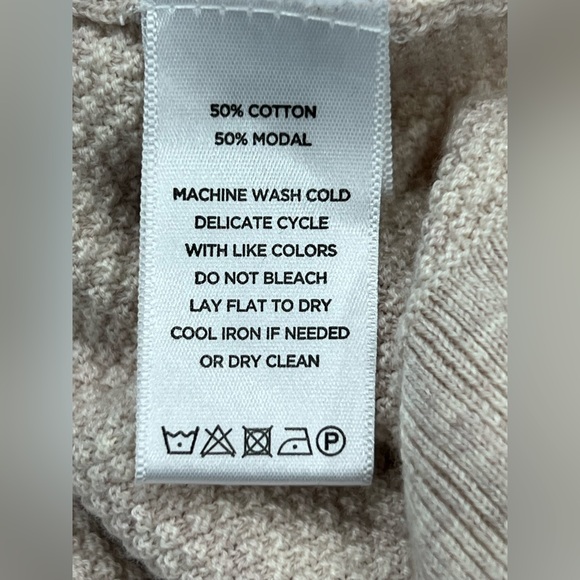 50% COTTON
50% MODAL
MACHINE WASH COLD
DELICATE CYCLE
WITH LIKE COLORS
DO NOT BLEACH
LAY FLAT TO DRY
COOL IRON IF NEEDED
OR DRY CLEAN
P